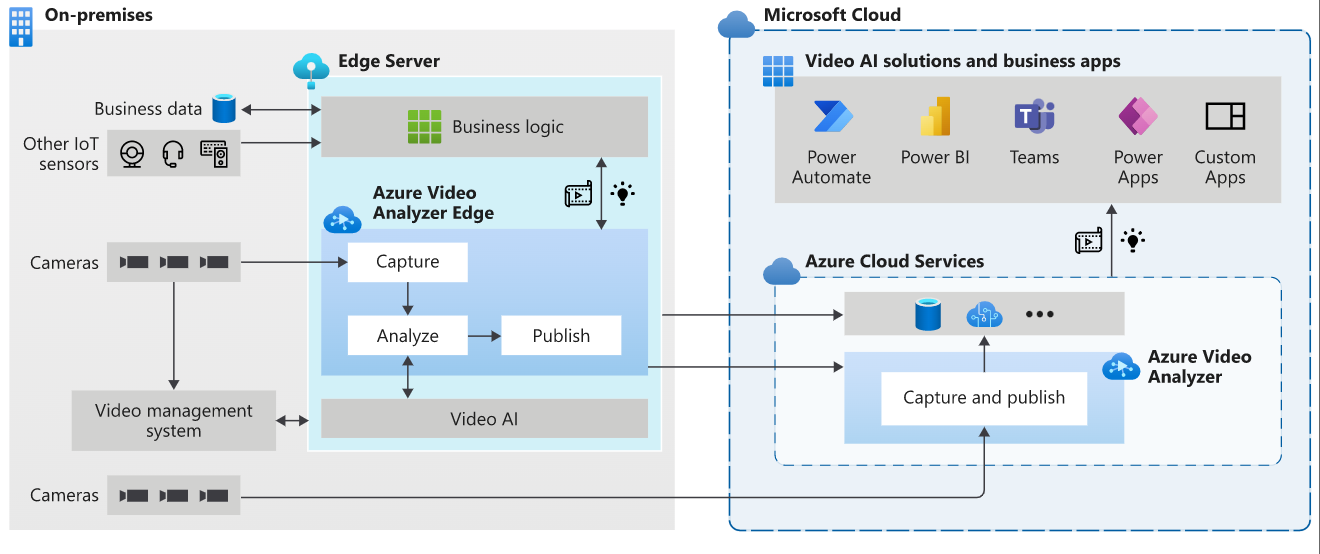 On-premises
Edge Server
Business data
Business logic
Other IoT
sensors
Azure Video
Analyzer Edge
Cameras
Capture
Analyze
Publish
Video management
system
Video AI
Cameras
Microsoft Cloud
Video AI solutions and business apps
T
Power
Automate
Power BI
Teams
Power
Apps
Custom
Apps
Azure Cloud Services
Azure Video
Analyzer
Capture and publish